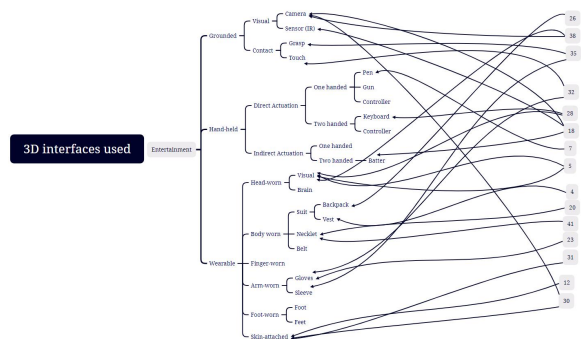 3D interfaces used
Entertainment
Grounded
Visual
Camera
Sensor (IR)
Contact
Grasp
Touch
Hand-held
Direct Actuation
One handed
Pen
Gun
Controller
Two handed
Keyboard
Controller
Indirect Actuation
One handed
Two handed
Batter
Wearable
Head-worn
Visual
Brain
Body worn
Suit
Backpack
Vest
Necklet
Belt
Finger-worn
Arm-worn
Gloves
Sleeve
Foot-worn
Foot
Feet
Skin-attached
26
38
35
32
28
18
7
5
4
20
41
23
31
12
30